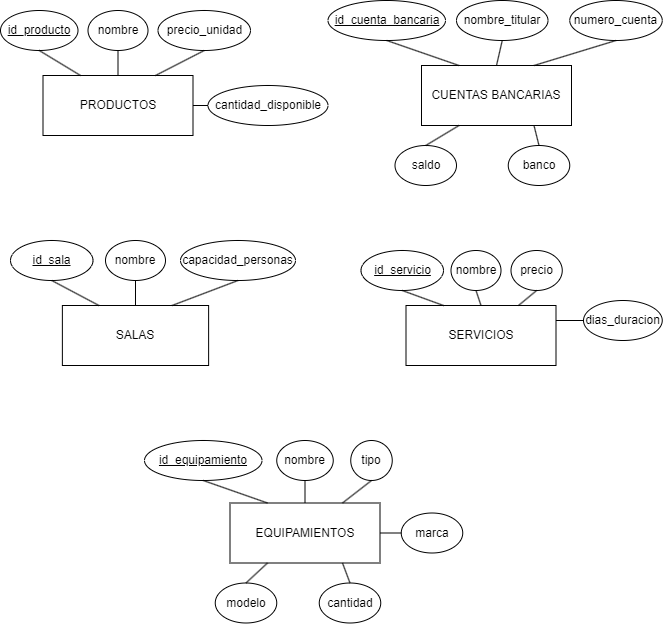 id_producto
nombre
precio_unidad
PRODUCTOS
cantidad_disponible
id_cuenta_bancaria
nombre_titular
numero_cuenta
CUENTAS BANCARIAS
saldo
banco
id_sala
nombre
capacidad_personas
SALAS
id_servicio
nombre
precio
SERVICIOS
dias_duracion
id_equipamiento
nombre
tipo
EQUIPAMIENTOS
marca
modelo
cantidad